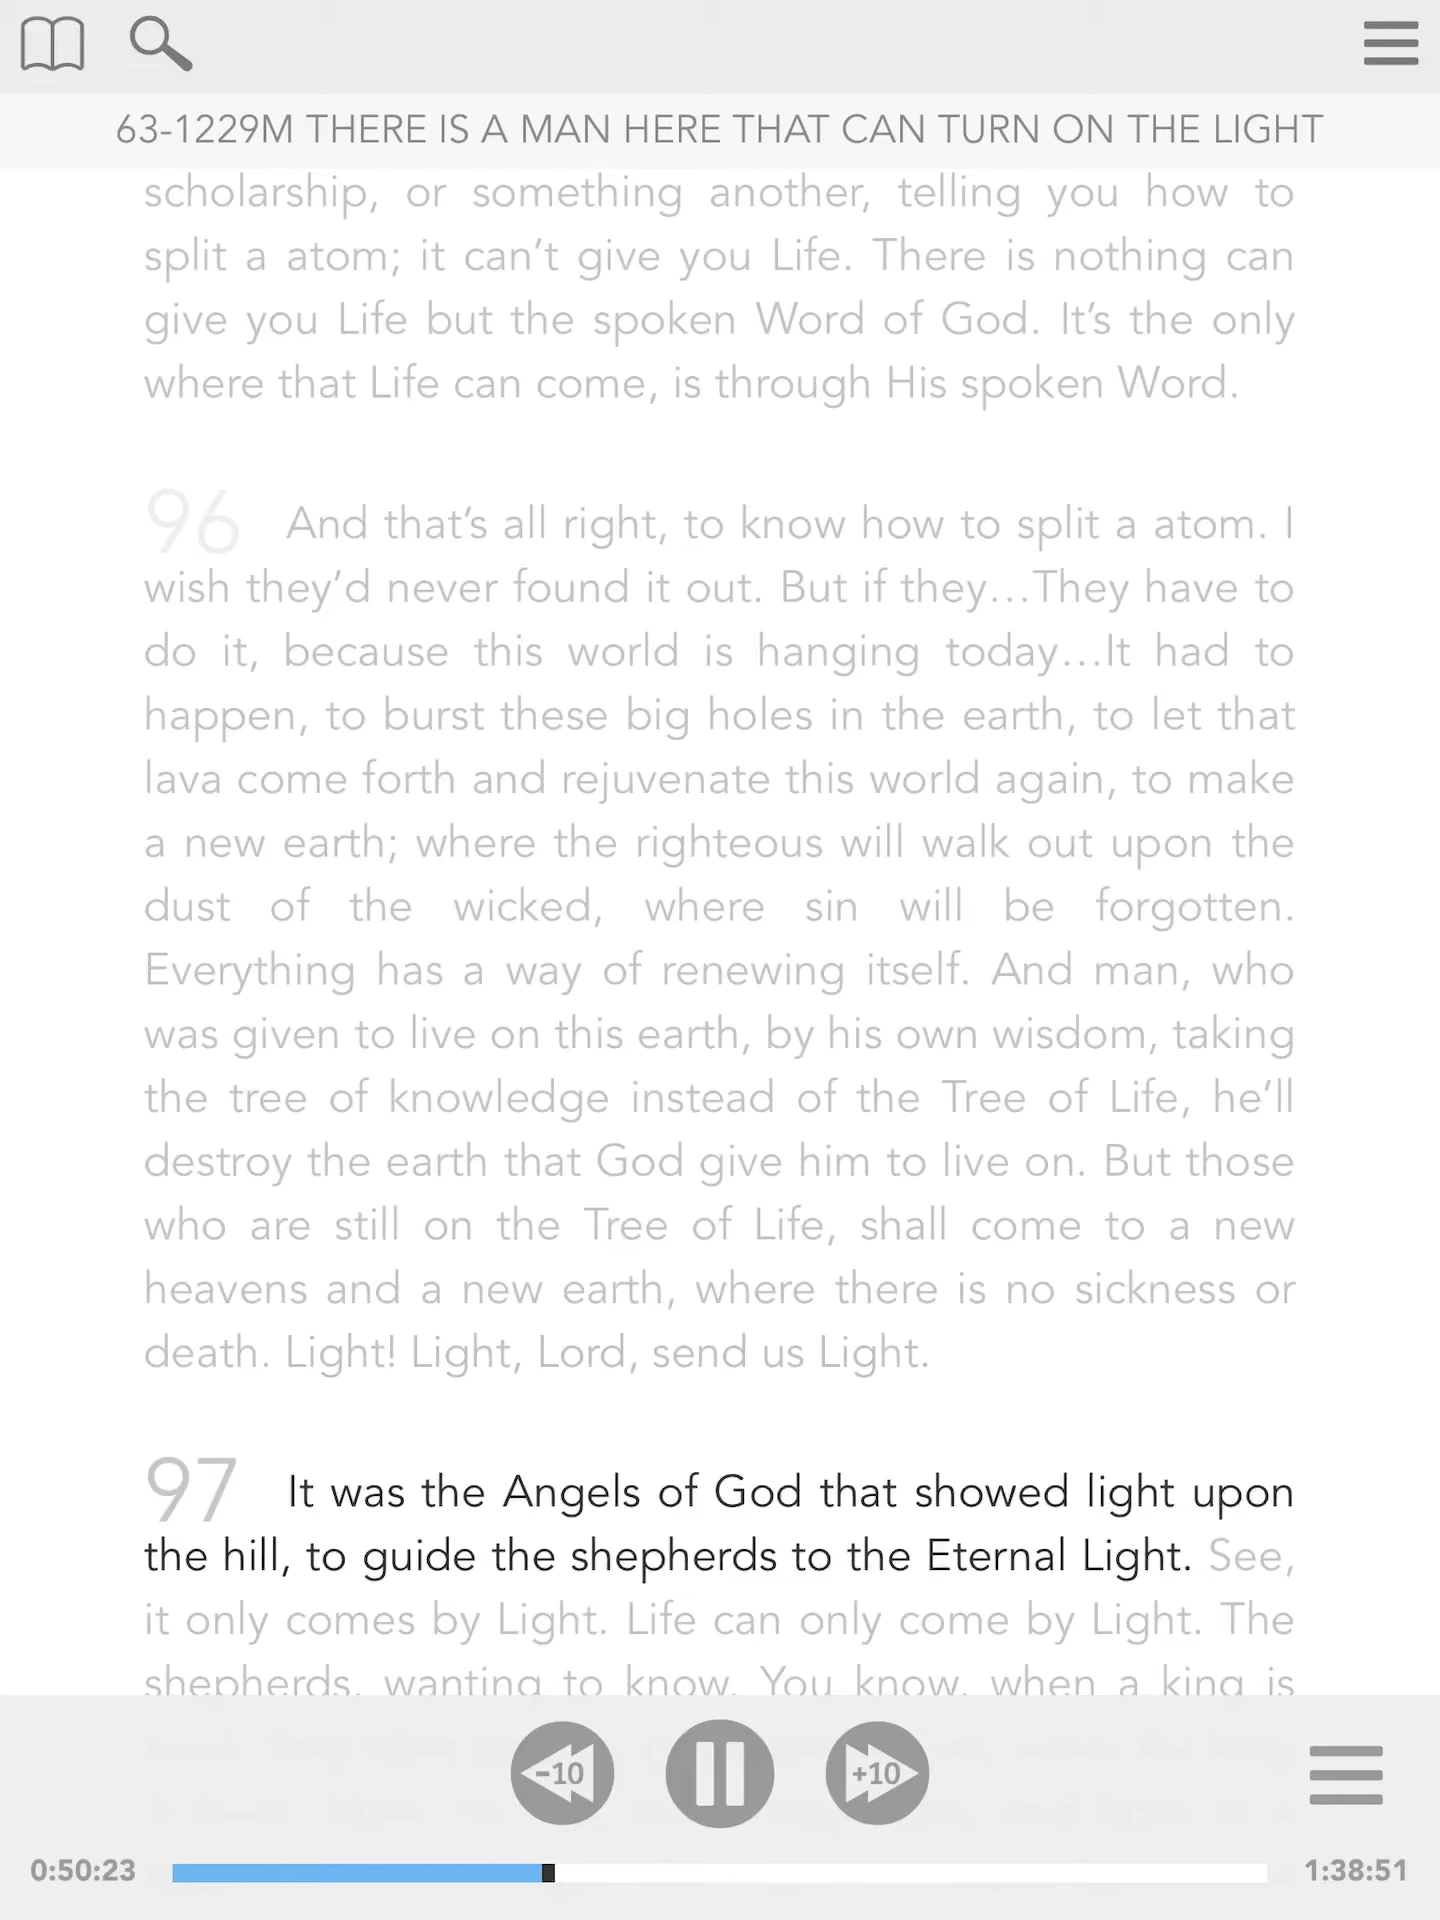 63-1229M THERE IS A MAN HERE THAT CAN TURN ON THE LIGHT
scholarship, or something another, telling you how to
split a atom; it can’t give you Life. There is nothing can
give you Life but the spoken Word of God. It’s the only
where that Life can come, is through His spoken Word.
96 And that’s all right, to know how to split a atom. I
wish they’d never found it out. But if they…They have to
do it, because this world is hanging today…It had to
happen, to burst these big holes in the earth, to let that
lava come forth and rejuvenate this world again, to make
a new earth; where the righteous will walk out upon the
dust of the wicked, where sin will be forgotten.
Everything has a way of renewing itself. And man, who
was given to live on this earth, by his own wisdom, taking
the tree of knowledge instead of the Tree of Life, he’ll
destroy the earth that God give him to live on. But those
who are still on the Tree of Life, shall come to a new
heavens and a new earth, where there is no sickness or
death. Light! Light, Lord, send us Light.
97 It was the Angels of God that showed light upon
the hill, to guide the shepherds to the Eternal Light. See,
it only comes by Light. Life can only come by Light. The
shepherds, wanting to know. You know, when a king is
-10 +10
0:50:23 1:38:51